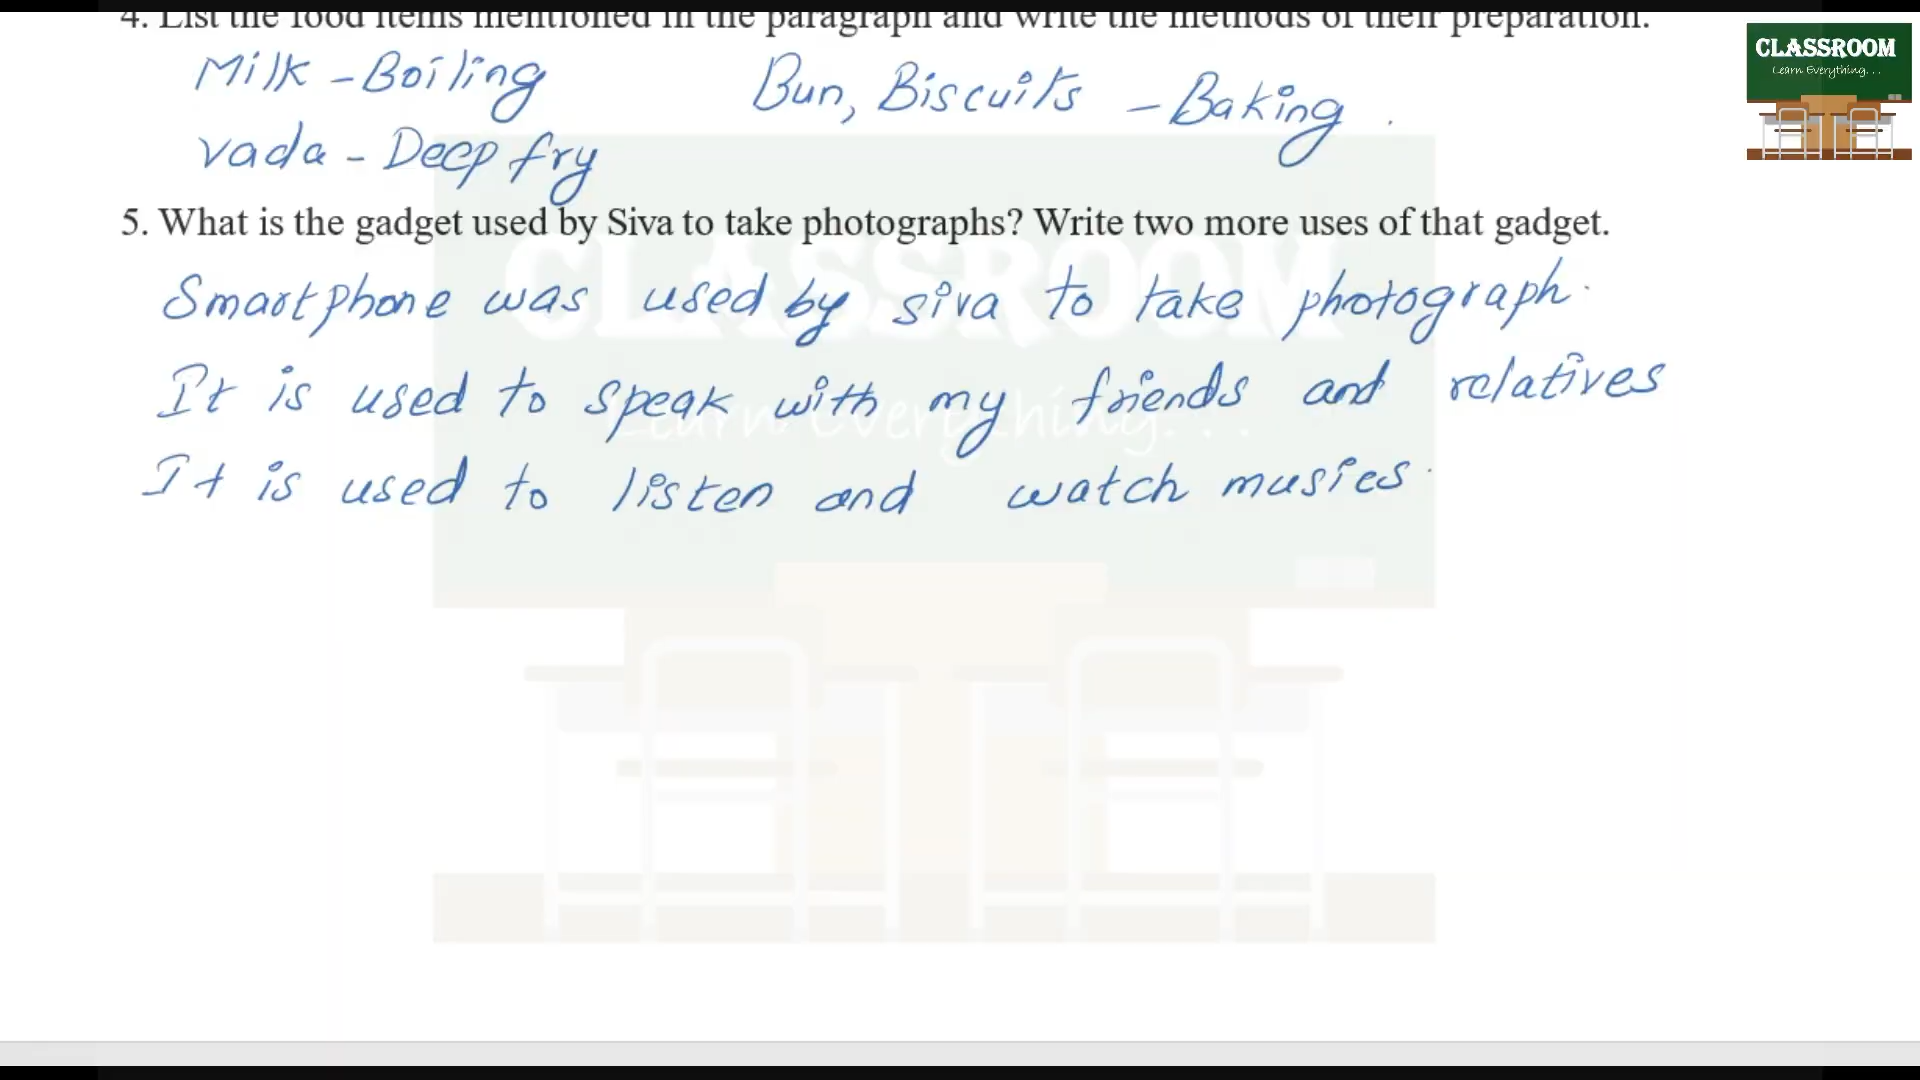 4. List the food items mentioned in the paragraph and write the methods of their preparation.
CLASSROOM
Learn Everything...
Milk - Boiling
Bun, Biscuits - Baking.
Vada - Deep fry
5. What is the gadget used by Siva to take photographs? Write two more uses of that gadget.
Smartphone was used by siva to take photograph.
It is used to speak with my friends and relatives
It is used to listen and watch musics.
CLASSROOM
Learn Everything...